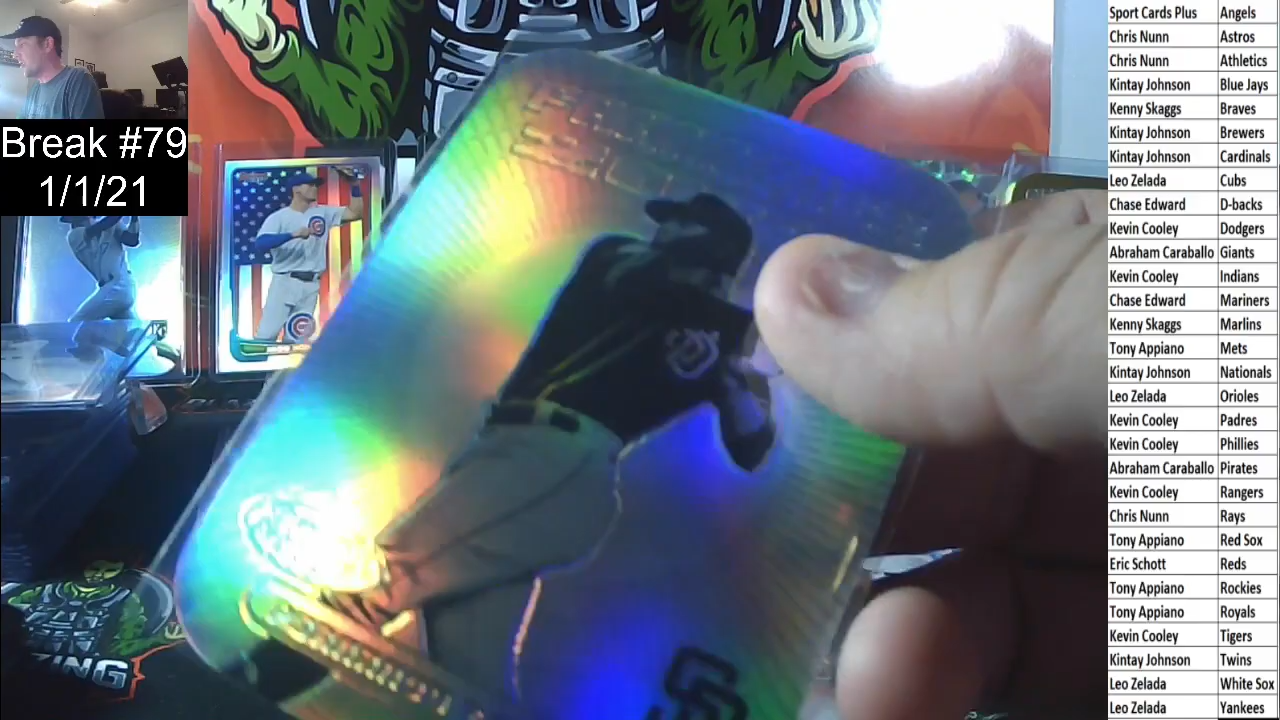 Break #79
1/1/21
Sport Cards Plus Angels
Chris Nunn Astros
Chris Nunn Athletics
Kintay Johnson Blue Jays
Kenny Skaggs Braves
Kintay Johnson Brewers
Kintay Johnson Cardinals
Leo Zelada Cubs
Chase Edward D-backs
Kevin Cooley Dodgers
Abraham Caraballo Giants
Kevin Cooley Indians
Chase Edward Mariners
Kenny Skaggs Marlins
Tony Appiano Mets
Kintay Johnson Nationals
Leo Zelada Orioles
Kevin Cooley Padres
Kevin Cooley Phillies
Abraham Caraballo Pirates
Kevin Cooley Rangers
Chris Nunn Rays
Tony Appiano Red Sox
Eric Schott Reds
Tony Appiano Rockies
Tony Appiano Royals
Kevin Cooley Tigers
Kintay Johnson Twins
Leo Zelada White Sox
Leo Zelada Yankees
SD